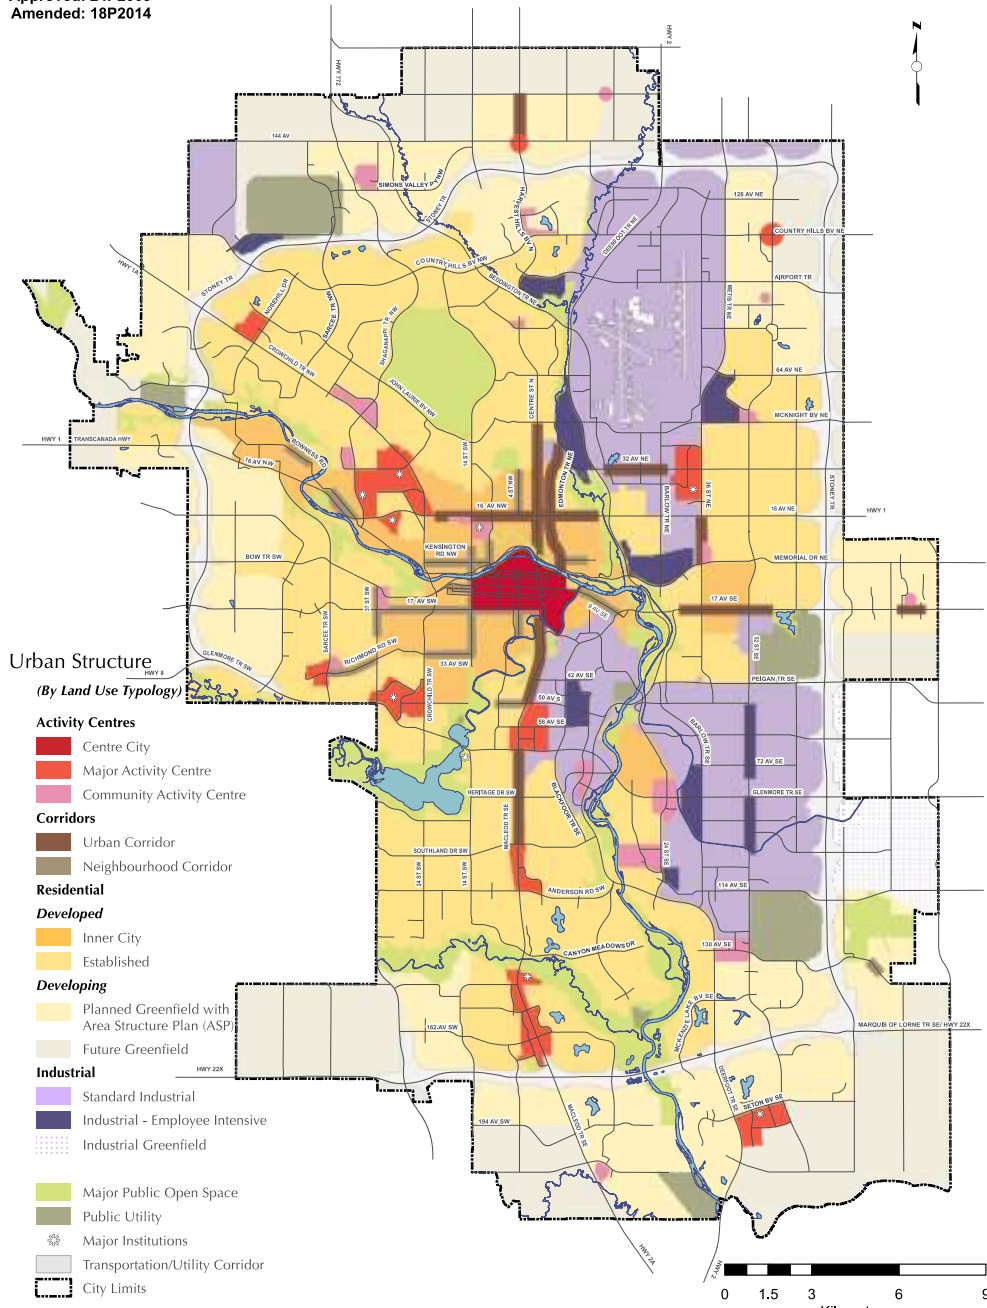 Amended: 18P2014
N
HWY 772
HWY 2
144 AV
SIMONS VALLEY PY NW
STONEY TR
HARVEST HILLS BV N
DEERFOOT TR NE
128 AV NE
COUNTRY HILLS BV NE
HWY 1A
COUNTRY HILLS BV NW
BEDDINGTON TR NE
AIRPORT TR
STONEY TR
NOSEHILL DR
SARCEE TR NW
SHAGANAPPI TR NW
METIS TR NE
CROWCHILD TR NW
64 AV NE
JOHN LAURIE BV NW
CENTRE ST N
MCKNIGHT BV NE
HWY 1
TRANSCANADA HWY
BOWNESS RD
14 ST SW
16 AV NW
32 AV NE
EDMONTON TR NE
4 ST NW
BARLOW TR NE
36 ST NE
STONEY TR
16 AV NW
16 AV NE
HWY 1
BOW TR SW
KENSINGTON
RD NW
MEMORIAL DR NE
37 ST SW
17 AV SW
9 AV SE
17 AV SE
SARCEE TR SW
RICHMOND RD SW
52 ST SE
GLENMORE TR SW
33 AV SW
HWY 8
42 AV SE
PEIGAN TR SE
CROWCHILD TR SW
50 AV S
58 AV SE
BARLOW TR SE
72 AV SE
HERITAGE DR SW
GLENMORE TR SE
BLACKFOOT TR SE
MACLEOD TR SE
SOUTHLAND DR SW
24 ST SW
14 ST SW
24 ST SE
ANDERSON RD SW
114 AV SE
CANYON MEADOWS DR
130 AV SE
162 AV SW
MCKENZIE LAKE BV SE
MARQUIS OF LORNE TR SE/ HWY 22X
HWY 22X
DEERFOOT TR SE
SETON BV SE
194 AV SW
MACLEOD TR SE
HWY 2A
HWY 2
Urban Structure
(By Land Use Typology)
Activity Centres
Centre City
Major Activity Centre
Community Activity Centre
Corridors
Urban Corridor
Neighbourhood Corridor
Residential
Developed
Inner City
Established
Developing
Planned Greenfield with
Area Structure Plan (ASP)
Future Greenfield
Industrial
Standard Industrial
Industrial - Employee Intensive
Industrial Greenfield
Major Public Open Space
Public Utility
Major Institutions
Transportation/Utility Corridor
City Limits
0 1.5 3 6 9